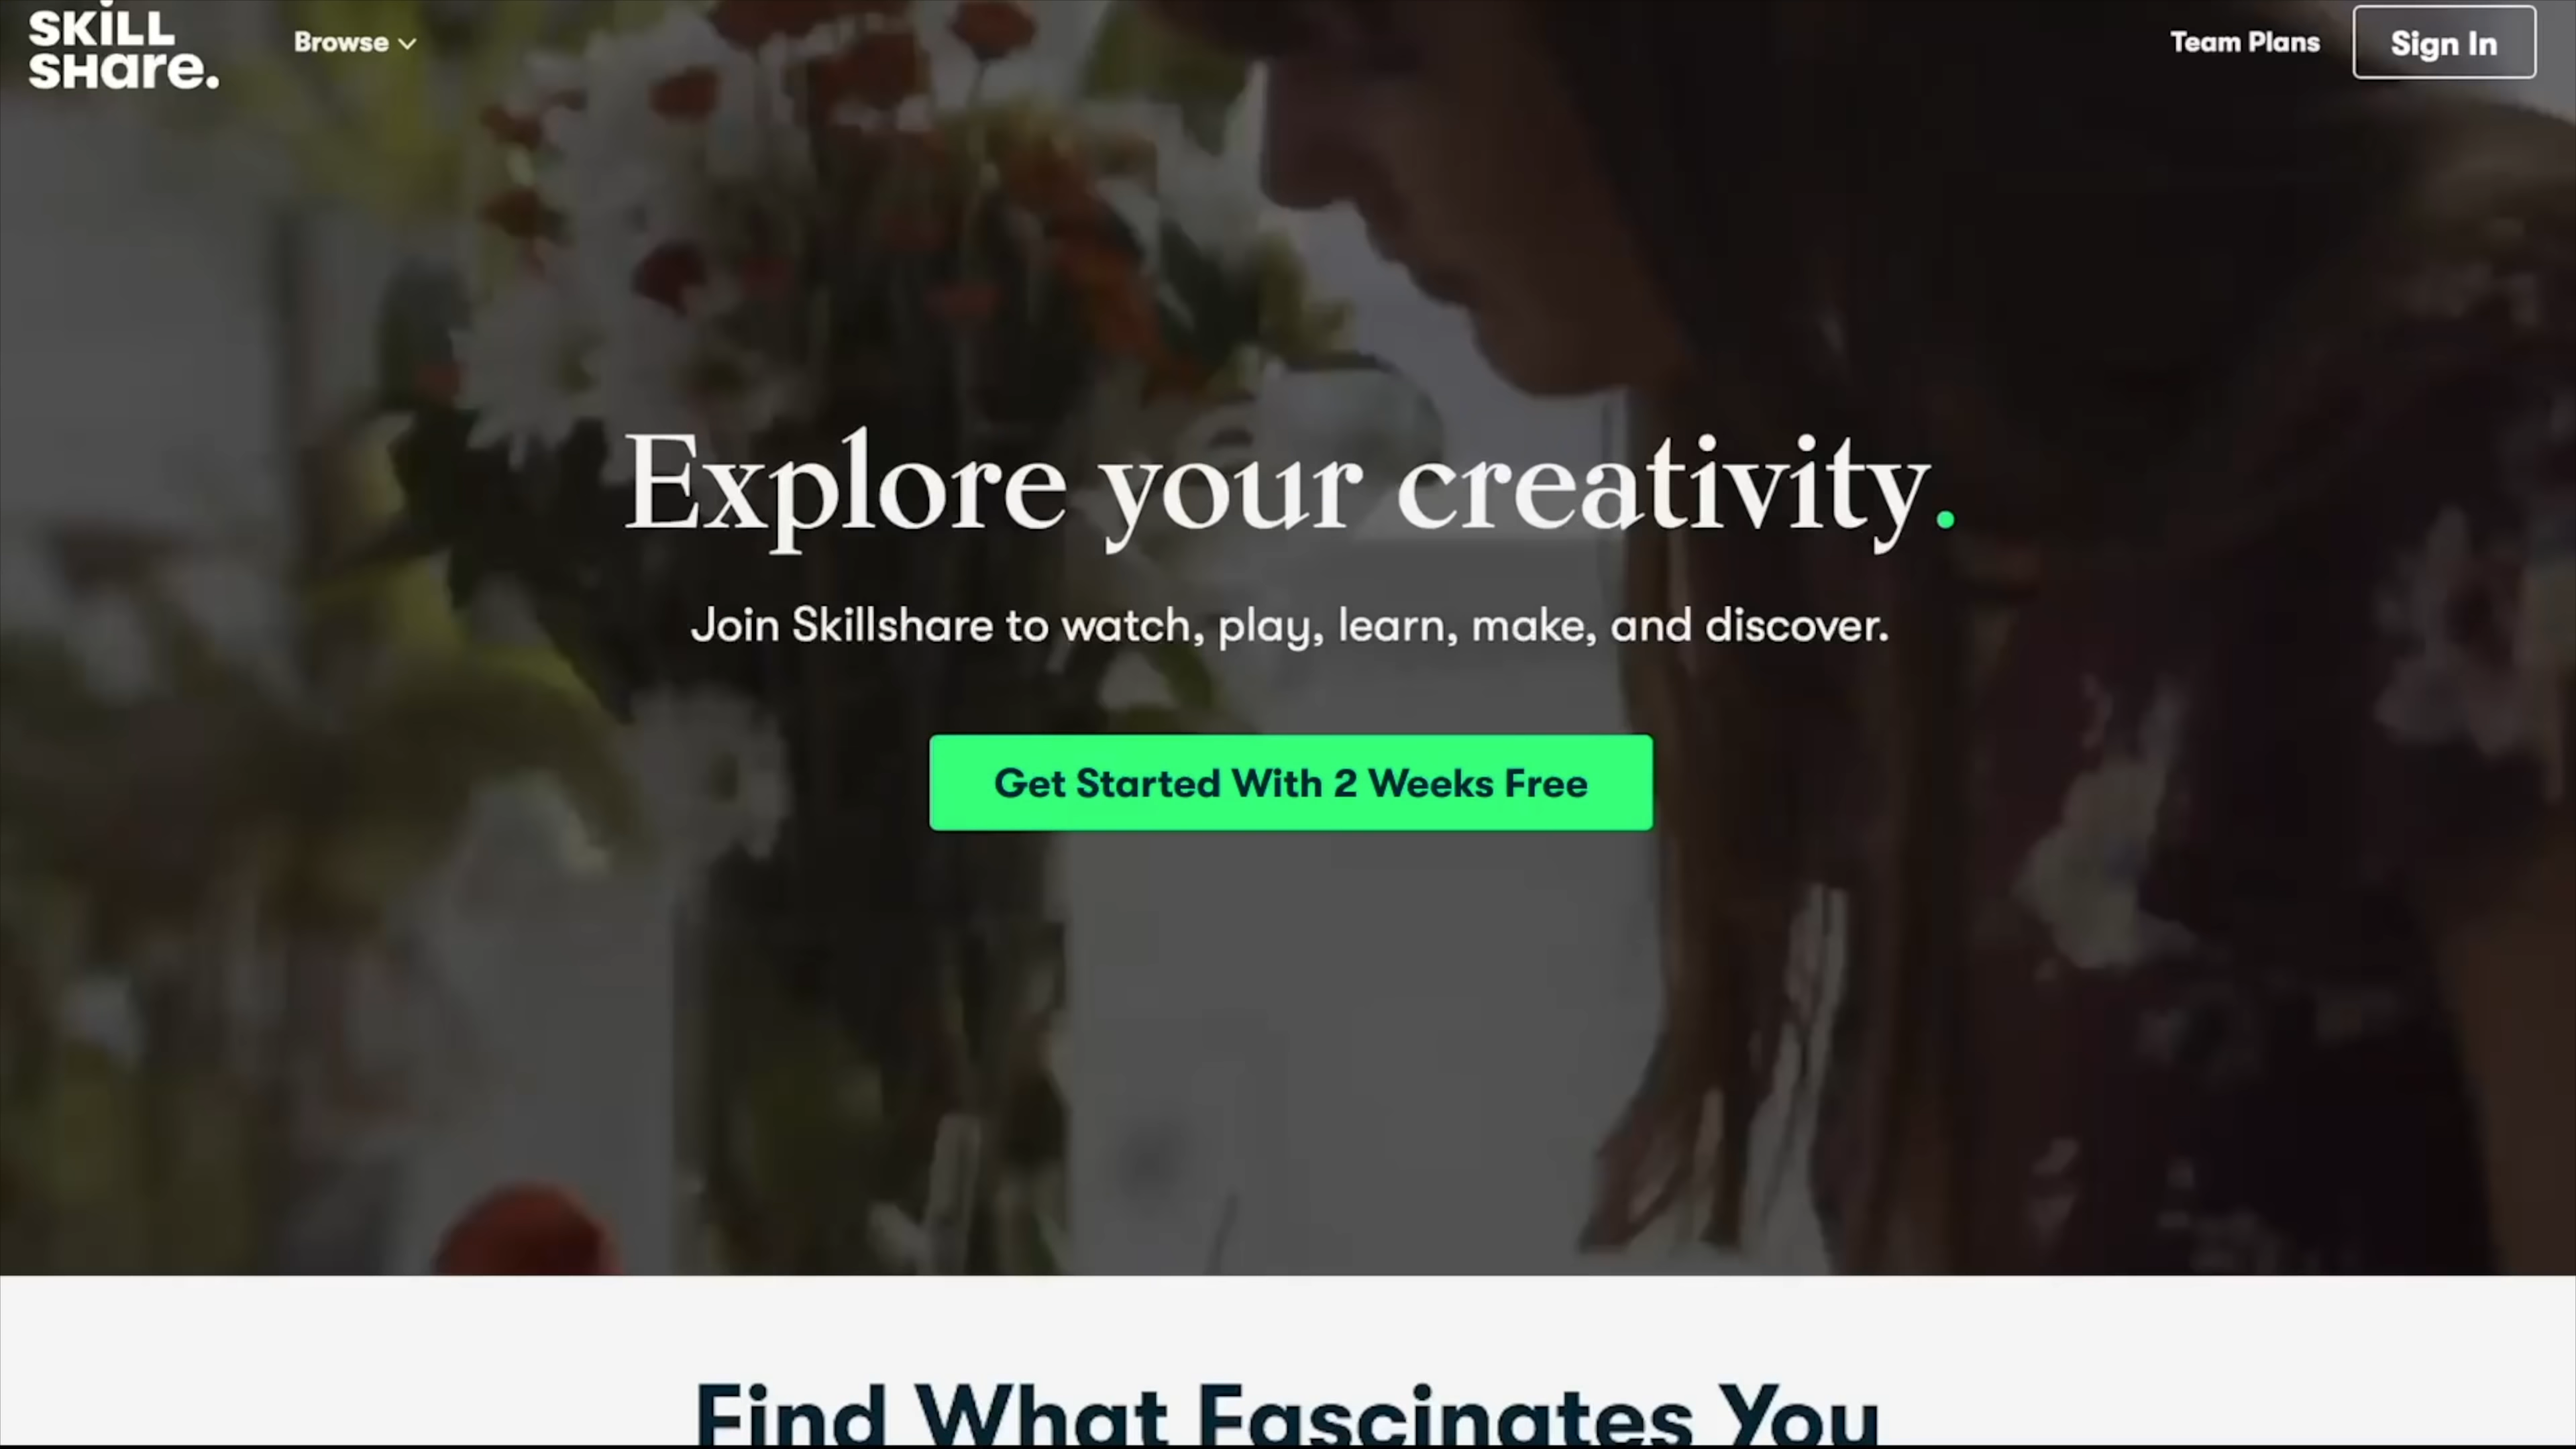 SKiLL
SHare.
Browse
Team Plans
Sign In
Explore your creativity.
Join Skillshare to watch, play, learn, make, and discover.
Get Started With 2 Weeks Free
Find What Fascinates You